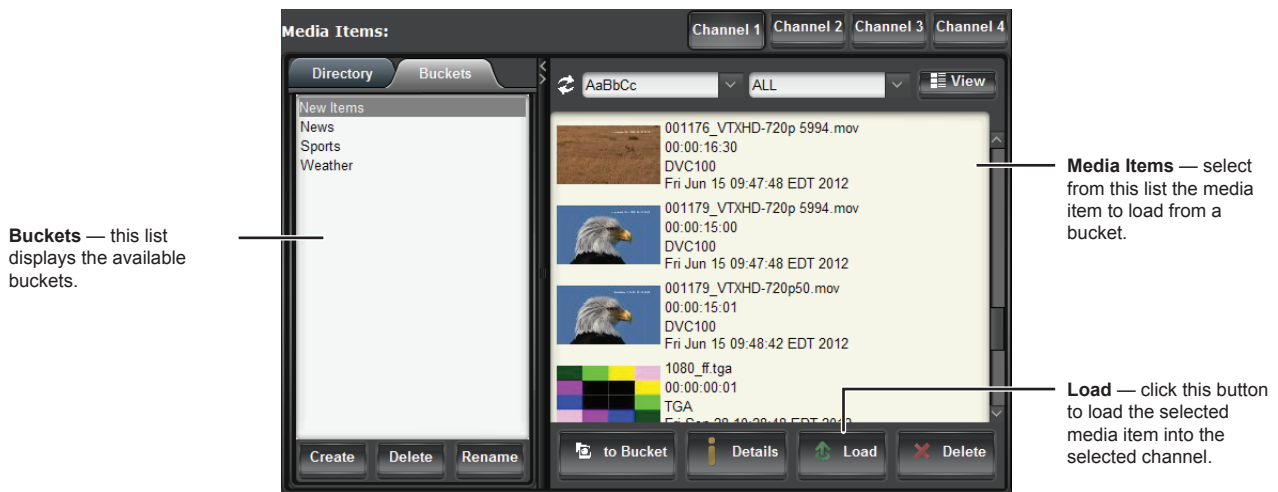 Media Items:
Channel 1
Channel 2
Channel 3
Channel 4
Directory
Buckets
New Items
News
Sports
Weather
Create
Delete
Rename
AaBbCc
ALL
View
001176_VTXHD-720p 5994.mov
00:00:16:30
DVC100
Fri Jun 15 09:47:48 EDT 2012
001179_VTXHD-720p 5994.mov
00:00:15:00
DVC100
Fri Jun 15 09:47:48 EDT 2012
001179_VTXHD-720p50.mov
00:00:15:01
DVC100
Fri Jun 15 09:48:42 EDT 2012
1080_ff.tga
00:00:00:01
TGA
to Bucket
Details
Load
Delete
Buckets — this list
displays the available
buckets.
Media Items — select
from this list the media
item to load from a
bucket.
Load — click this button
to load the selected
media item into the
selected channel.